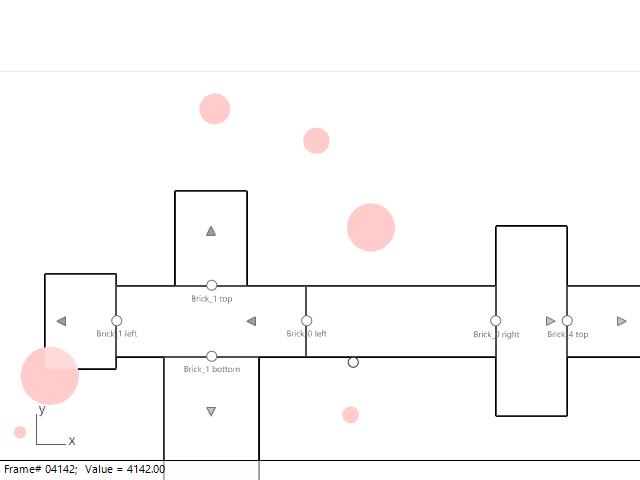 Brick_1 top
Brick_1 left
Brick_0 left
Brick_0 right
Brick_4 top
Brick_1 bottom
y
x
Frame# 04142;  Value = 4142.00